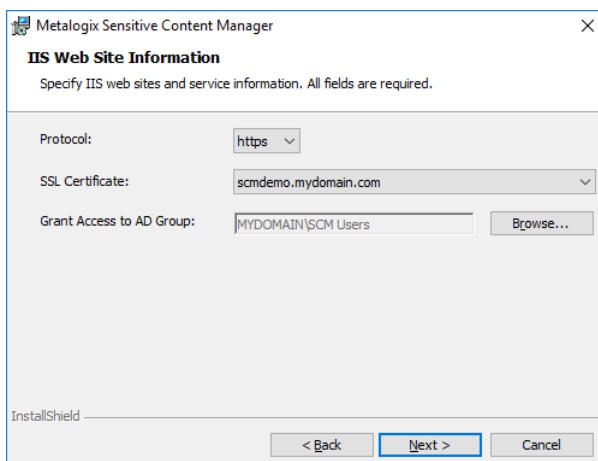 Metalogix Sensitive Content Manager
IIS Web Site Information
Specify IIS web sites and service information. All fields are required.
Protocol: https
SSL Certificate: scmdemo.mydomain.com
Grant Access to AD Group: MYDOMAIN\SCM Users Browse...
InstallShield
< Back Next > Cancel